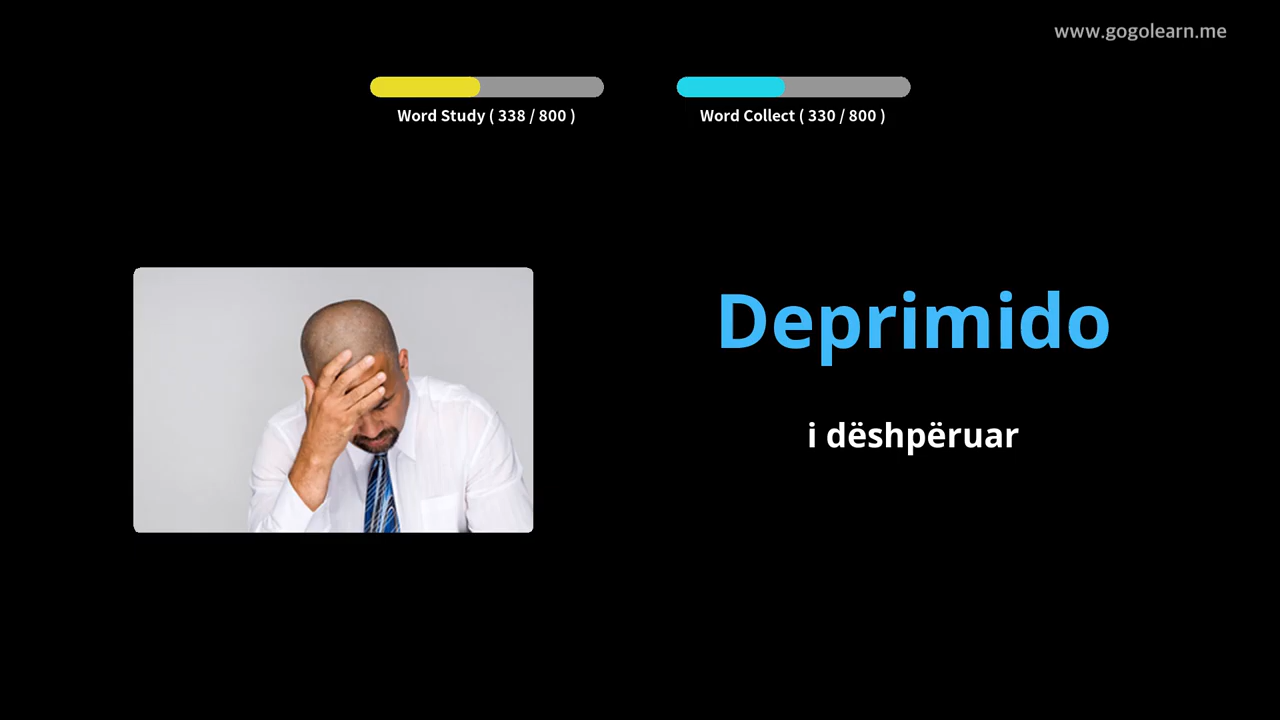 www.gogolearn.me
Word Study ( 338 / 800 )
Word Collect ( 330 / 800 )
Deprimido
i dëshpëruar